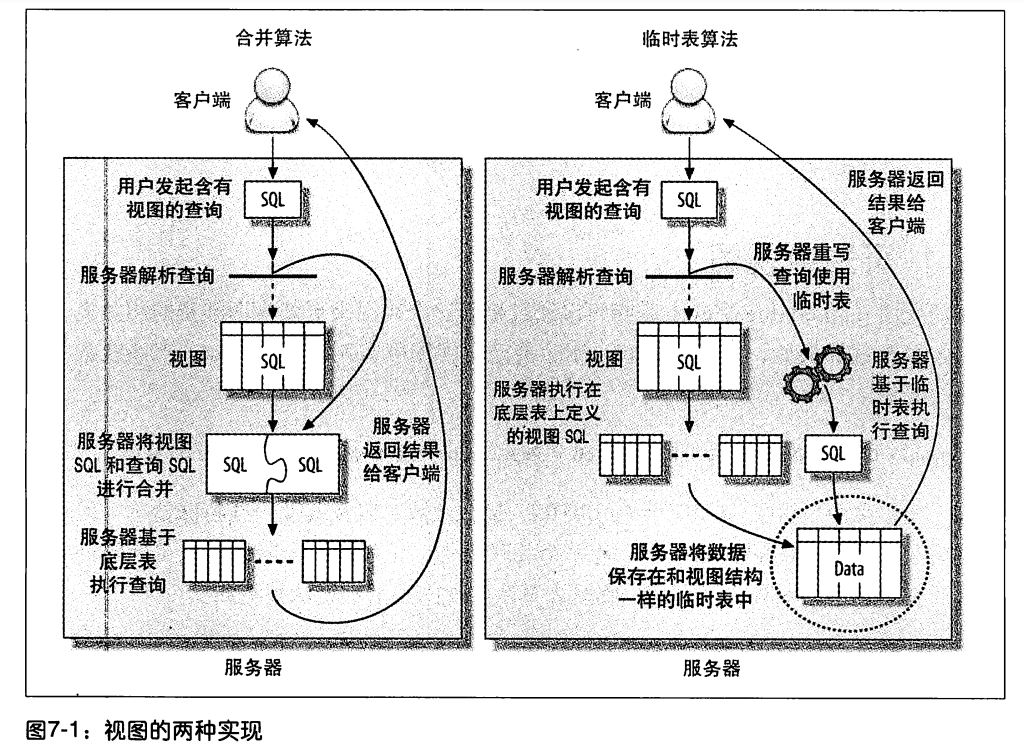 合并算法
客户端
用户发起含有
视图的查询
SQL
服务器解析查询
视图
SQL
服务器将视图
SQL 和查询 SQL
进行合并
SQL
SQL
服务器
返回结果
给客户端
服务器基于
底层表
执行查询
服务器
临时表算法
客户端
用户发起含有
视图的查询
SQL
服务器返回
结果给
客户端
服务器解析查询
服务器重写
查询使用
临时表
视图
SQL
服务器
基于临
时表执
行查询
服务器执行在
底层表上定义
的视图 SQL
SQL
服务器将数据
保存在和视图结构
一样的临时表中
Data
服务器
图7-1：视图的两种实现